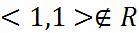 < 1,1 >∉ R